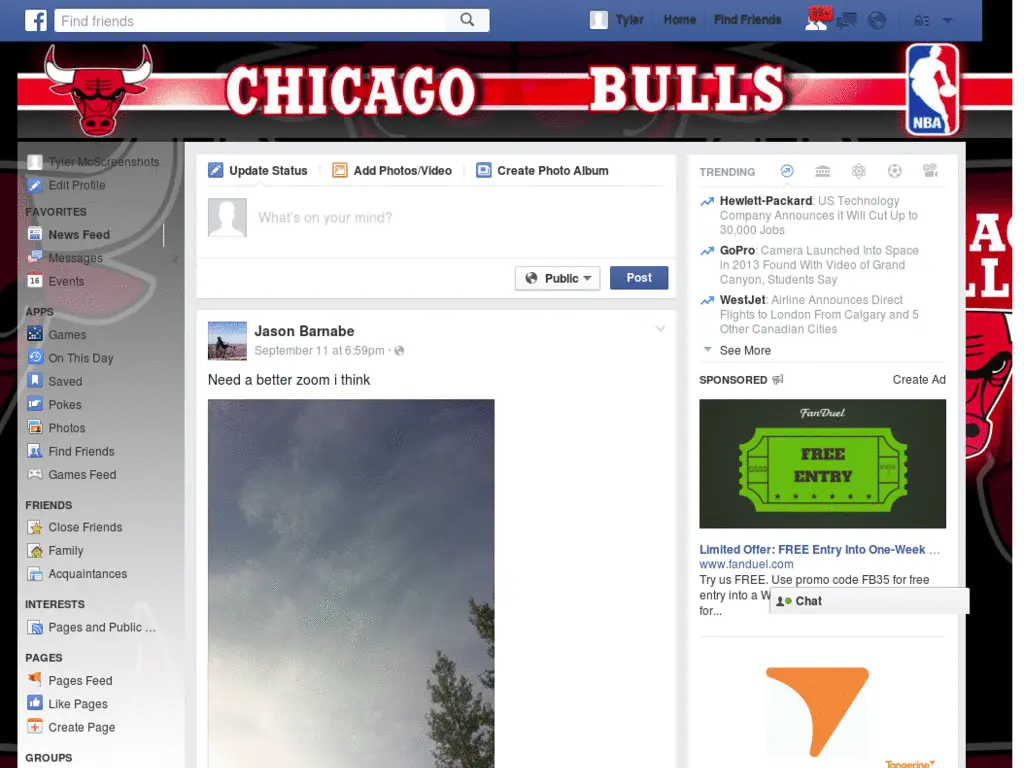 Find friends
Tyler
Home
Find Friends
CHICAGO BULLS
NBA
Tyler McScreenshots
Edit Profile
FAVORITES
News Feed
Messages
2
Events
16
APPS
Games
On This Day
Saved
Pokes
Photos
Find Friends
Games Feed
FRIENDS
Close Friends
Family
Acquaintances
INTERESTS
Pages and Public ...
PAGES
Pages Feed
Like Pages
Create Page
GROUPS
Update Status
Add Photos/Video
Create Photo Album
What's on your mind?
Public
Post
Jason Barnabe
September 11 at 6:59pm ·
Need a better zoom i think
TRENDING
Hewlett-Packard: US Technology
Company Announces it Will Cut Up to
30,000 Jobs
GoPro: Camera Launched Into Space
in 2013 Found With Video of Grand
Canyon, Students Say
WestJet: Airline Announces Direct
Flights to London From Calgary and 5
Other Canadian Cities
See More
SPONSORED
Create Ad
FanDuel
FREE
ENTRY
Limited Offer: FREE Entry Into One-Week ...
www.fanduel.com
Try us FREE. Use promo code FB35 for free
entry into a W
for...
Chat
Tangerine